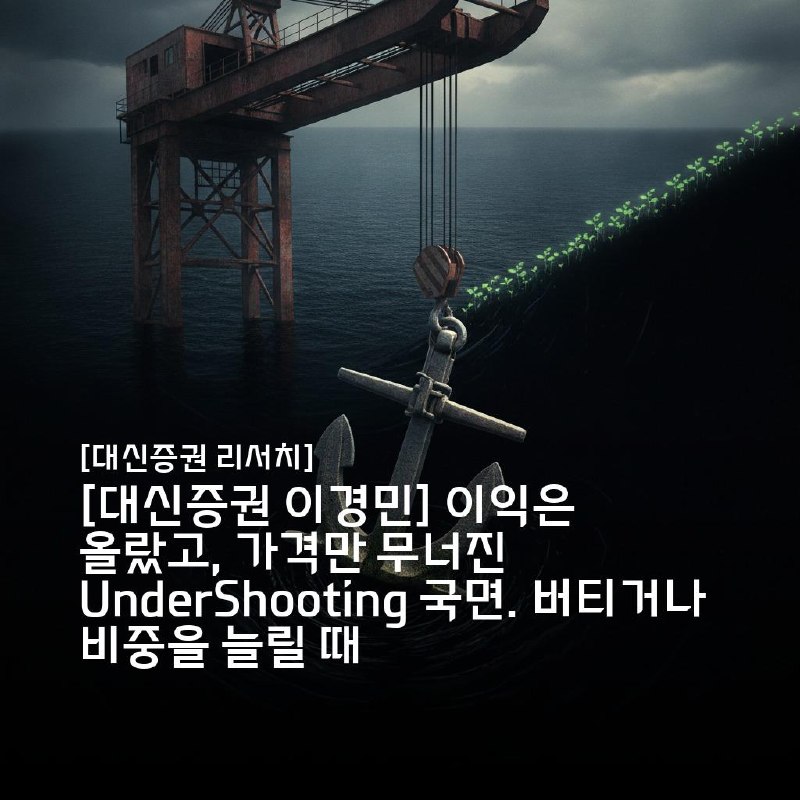 [대신증권 리서치]
[대신증권 이경민] 이익은
올랐고, 가격만 무너진
UnderShooting 국면. 버티거나
비중을 늘릴 때